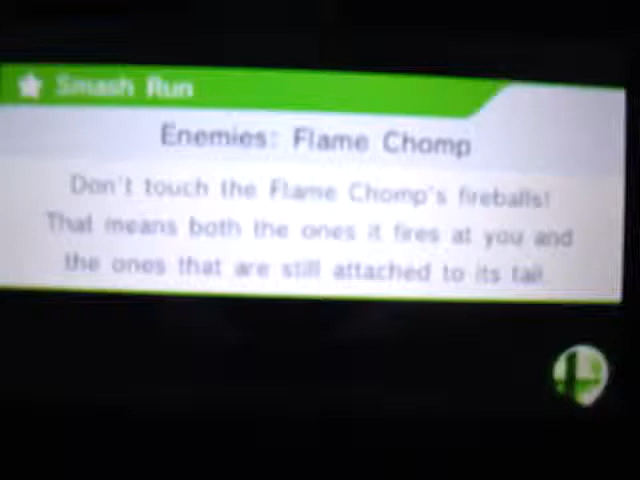 Smash Run
Enemies: Flame Chomp
Don't touch the Flame Chomp's fireballs!
That means both the ones it fires at you and
the ones that are still attached to its tail.